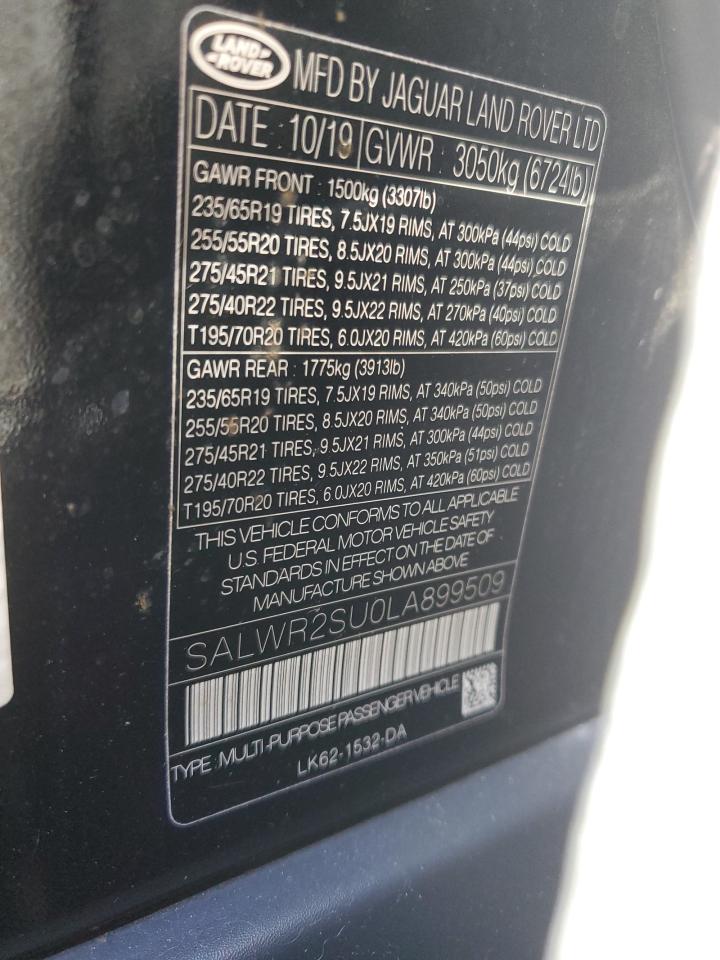 LAND ROVER
MFD BY JAGUAR LAND ROVER LTD
DATE : 10/19 GVWR : 3050kg (6724lb)
GAWR FRONT : 1500kg (3307lb)
235/65R19 TIRES, 7.5JX19 RIMS, AT 300kPa (44psi) COLD
255/55R20 TIRES, 8.5JX20 RIMS, AT 300kPa (44psi) COLD
275/45R21 TIRES, 9.5JX21 RIMS, AT 250kPa (37psi) COLD
275/40R22 TIRES, 9.5JX22 RIMS, AT 270kPa (40psi) COLD
T195/70R20 TIRES, 6.0JX20 RIMS, AT 420kPa (60psi) COLD
GAWR REAR : 1775kg (3913lb)
235/65R19 TIRES, 7.5JX19 RIMS, AT 340kPa (50psi) COLD
255/55R20 TIRES, 8.5JX20 RIMS, AT 340kPa (50psi) COLD
275/45R21 TIRES, 9.5JX21 RIMS, AT 300kPa (44psi) COLD
275/40R22 TIRES, 9.5JX22 RIMS, AT 350kPa (51psi) COLD
T195/70R20 TIRES, 6.0JX20 RIMS, AT 420kPa (60psi) COLD
THIS VEHICLE CONFORMS TO ALL APPLICABLE
U.S. FEDERAL MOTOR VEHICLE SAFETY
STANDARDS IN EFFECT ON THE DATE OF
MANUFACTURE SHOWN ABOVE
SALWR2SU0LA899509
TYPE : MULTI-PURPOSE PASSENGER VEHICLE
LK62-1532-DA